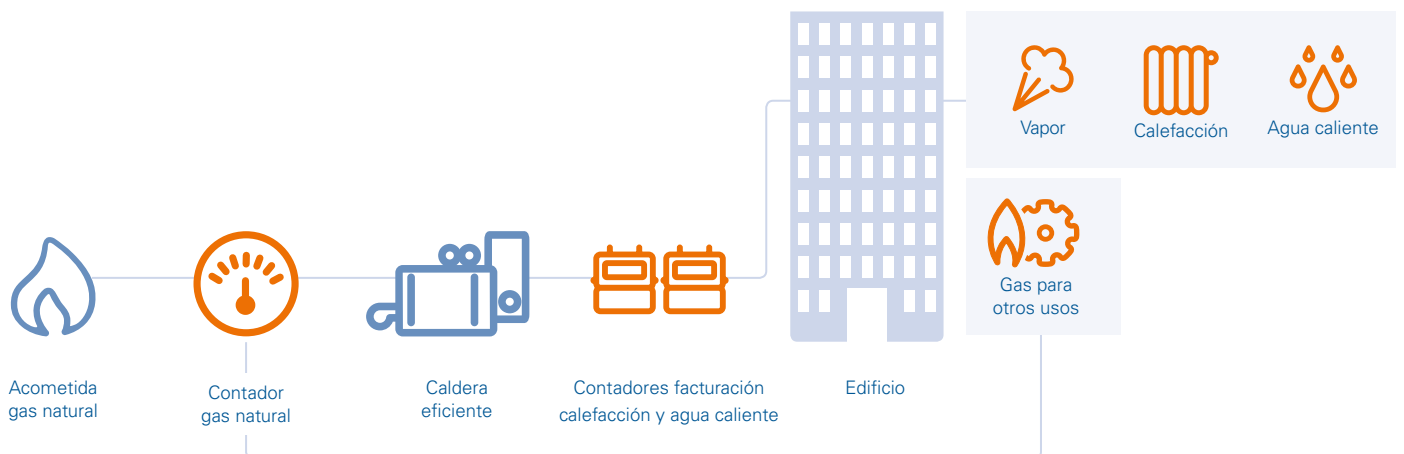 Vapor
Calefacción
Agua caliente
Gas para
otros usos
Acometida
gas natural
Contador
gas natural
Caldera
eficiente
Contadores facturación
calefacción y agua caliente
Edificio